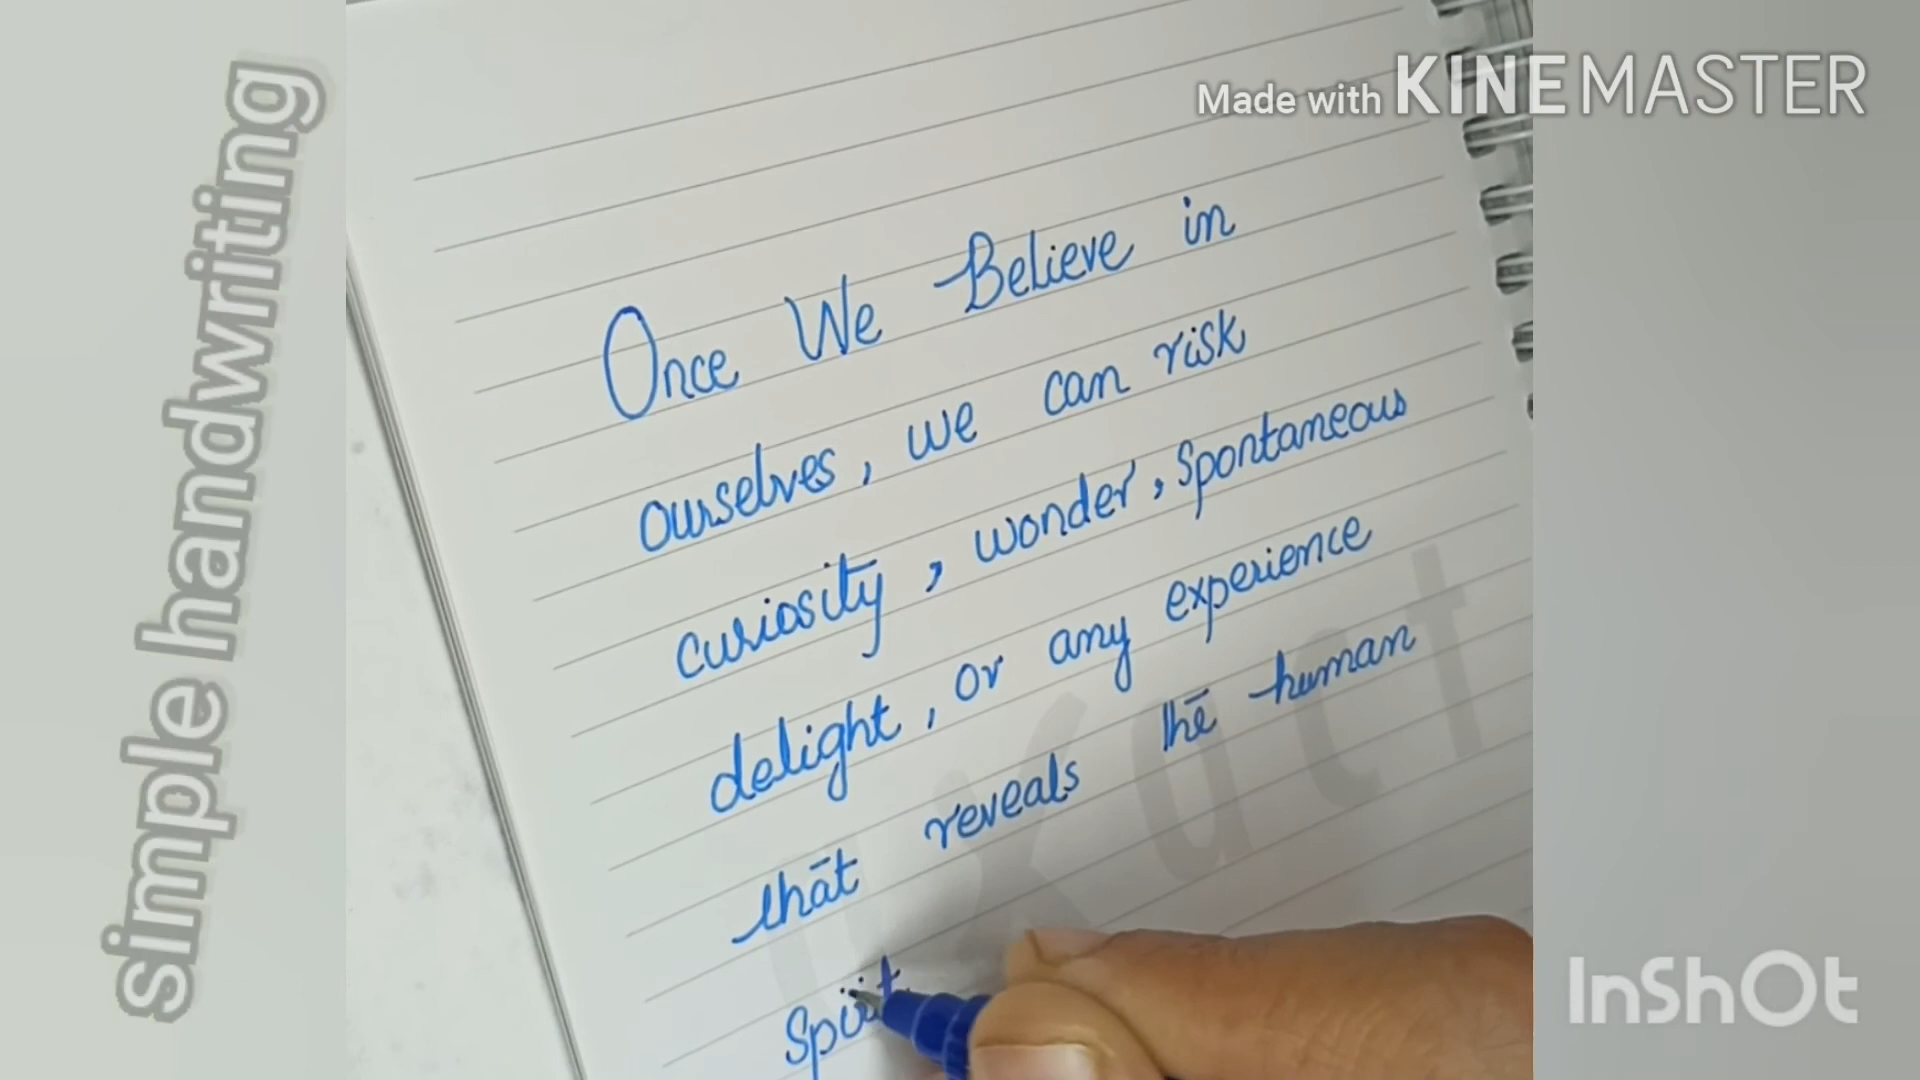 simple handwriting
Made with KINEMASTER
Once We Believe in
ourselves, we can risk
curiosity, wonder, spontaneous
delight, or any experience
that reveals the human
spirit
InShOt